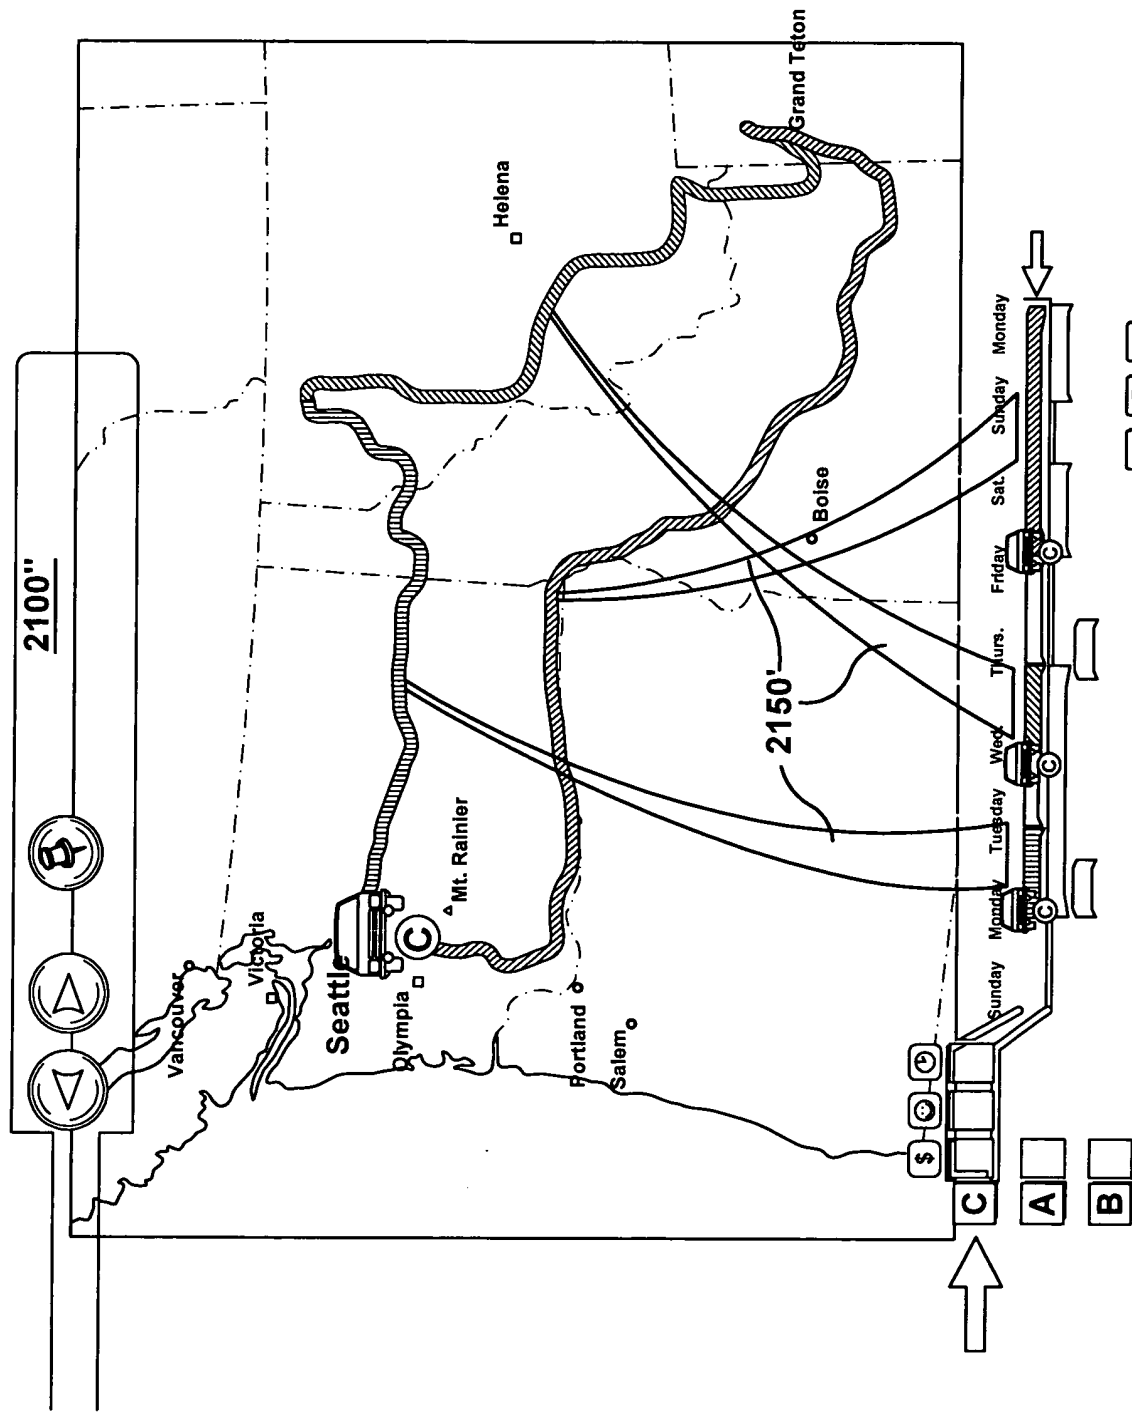 2100"
Vancouver
Victoria
Seattle
Olympia
Mt. Rainier
Portland
Salem
Helena
Grand Teton
Boise
2150'
$
C
C
Sunday
Monday
Tuesday
Wed.
Thurs.
Friday
Sat.
Sunday
Monday
C
C
C
A
B